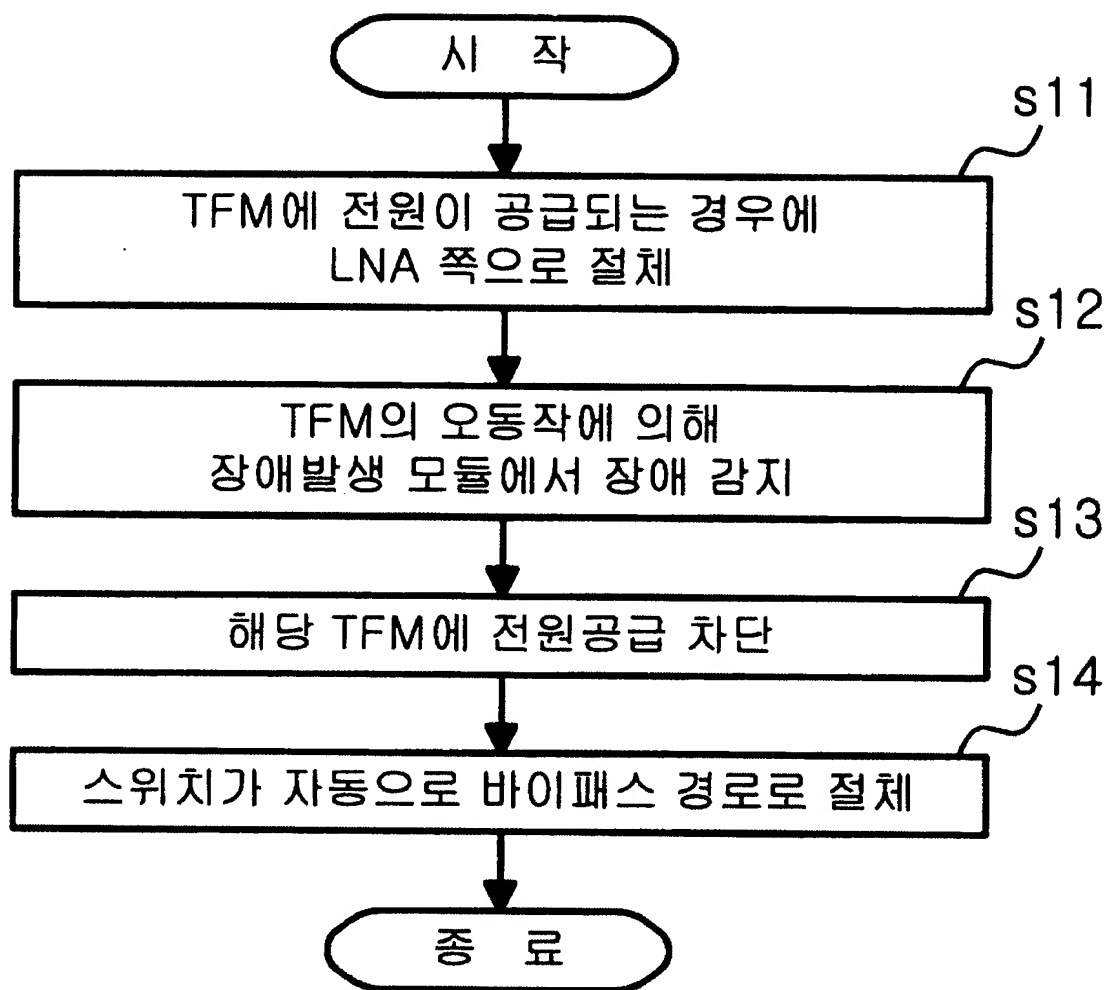 시 작
s11
TFM에 전원이 공급되는 경우에
LNA 쪽으로 절체
s12
TFM의 오동작에 의해
장애발생 모듈에서 장애 감지
s13
해당 TFM에 전원공급 차단
s14
스위치가 자동으로 바이패스 경로로 절체
종 료